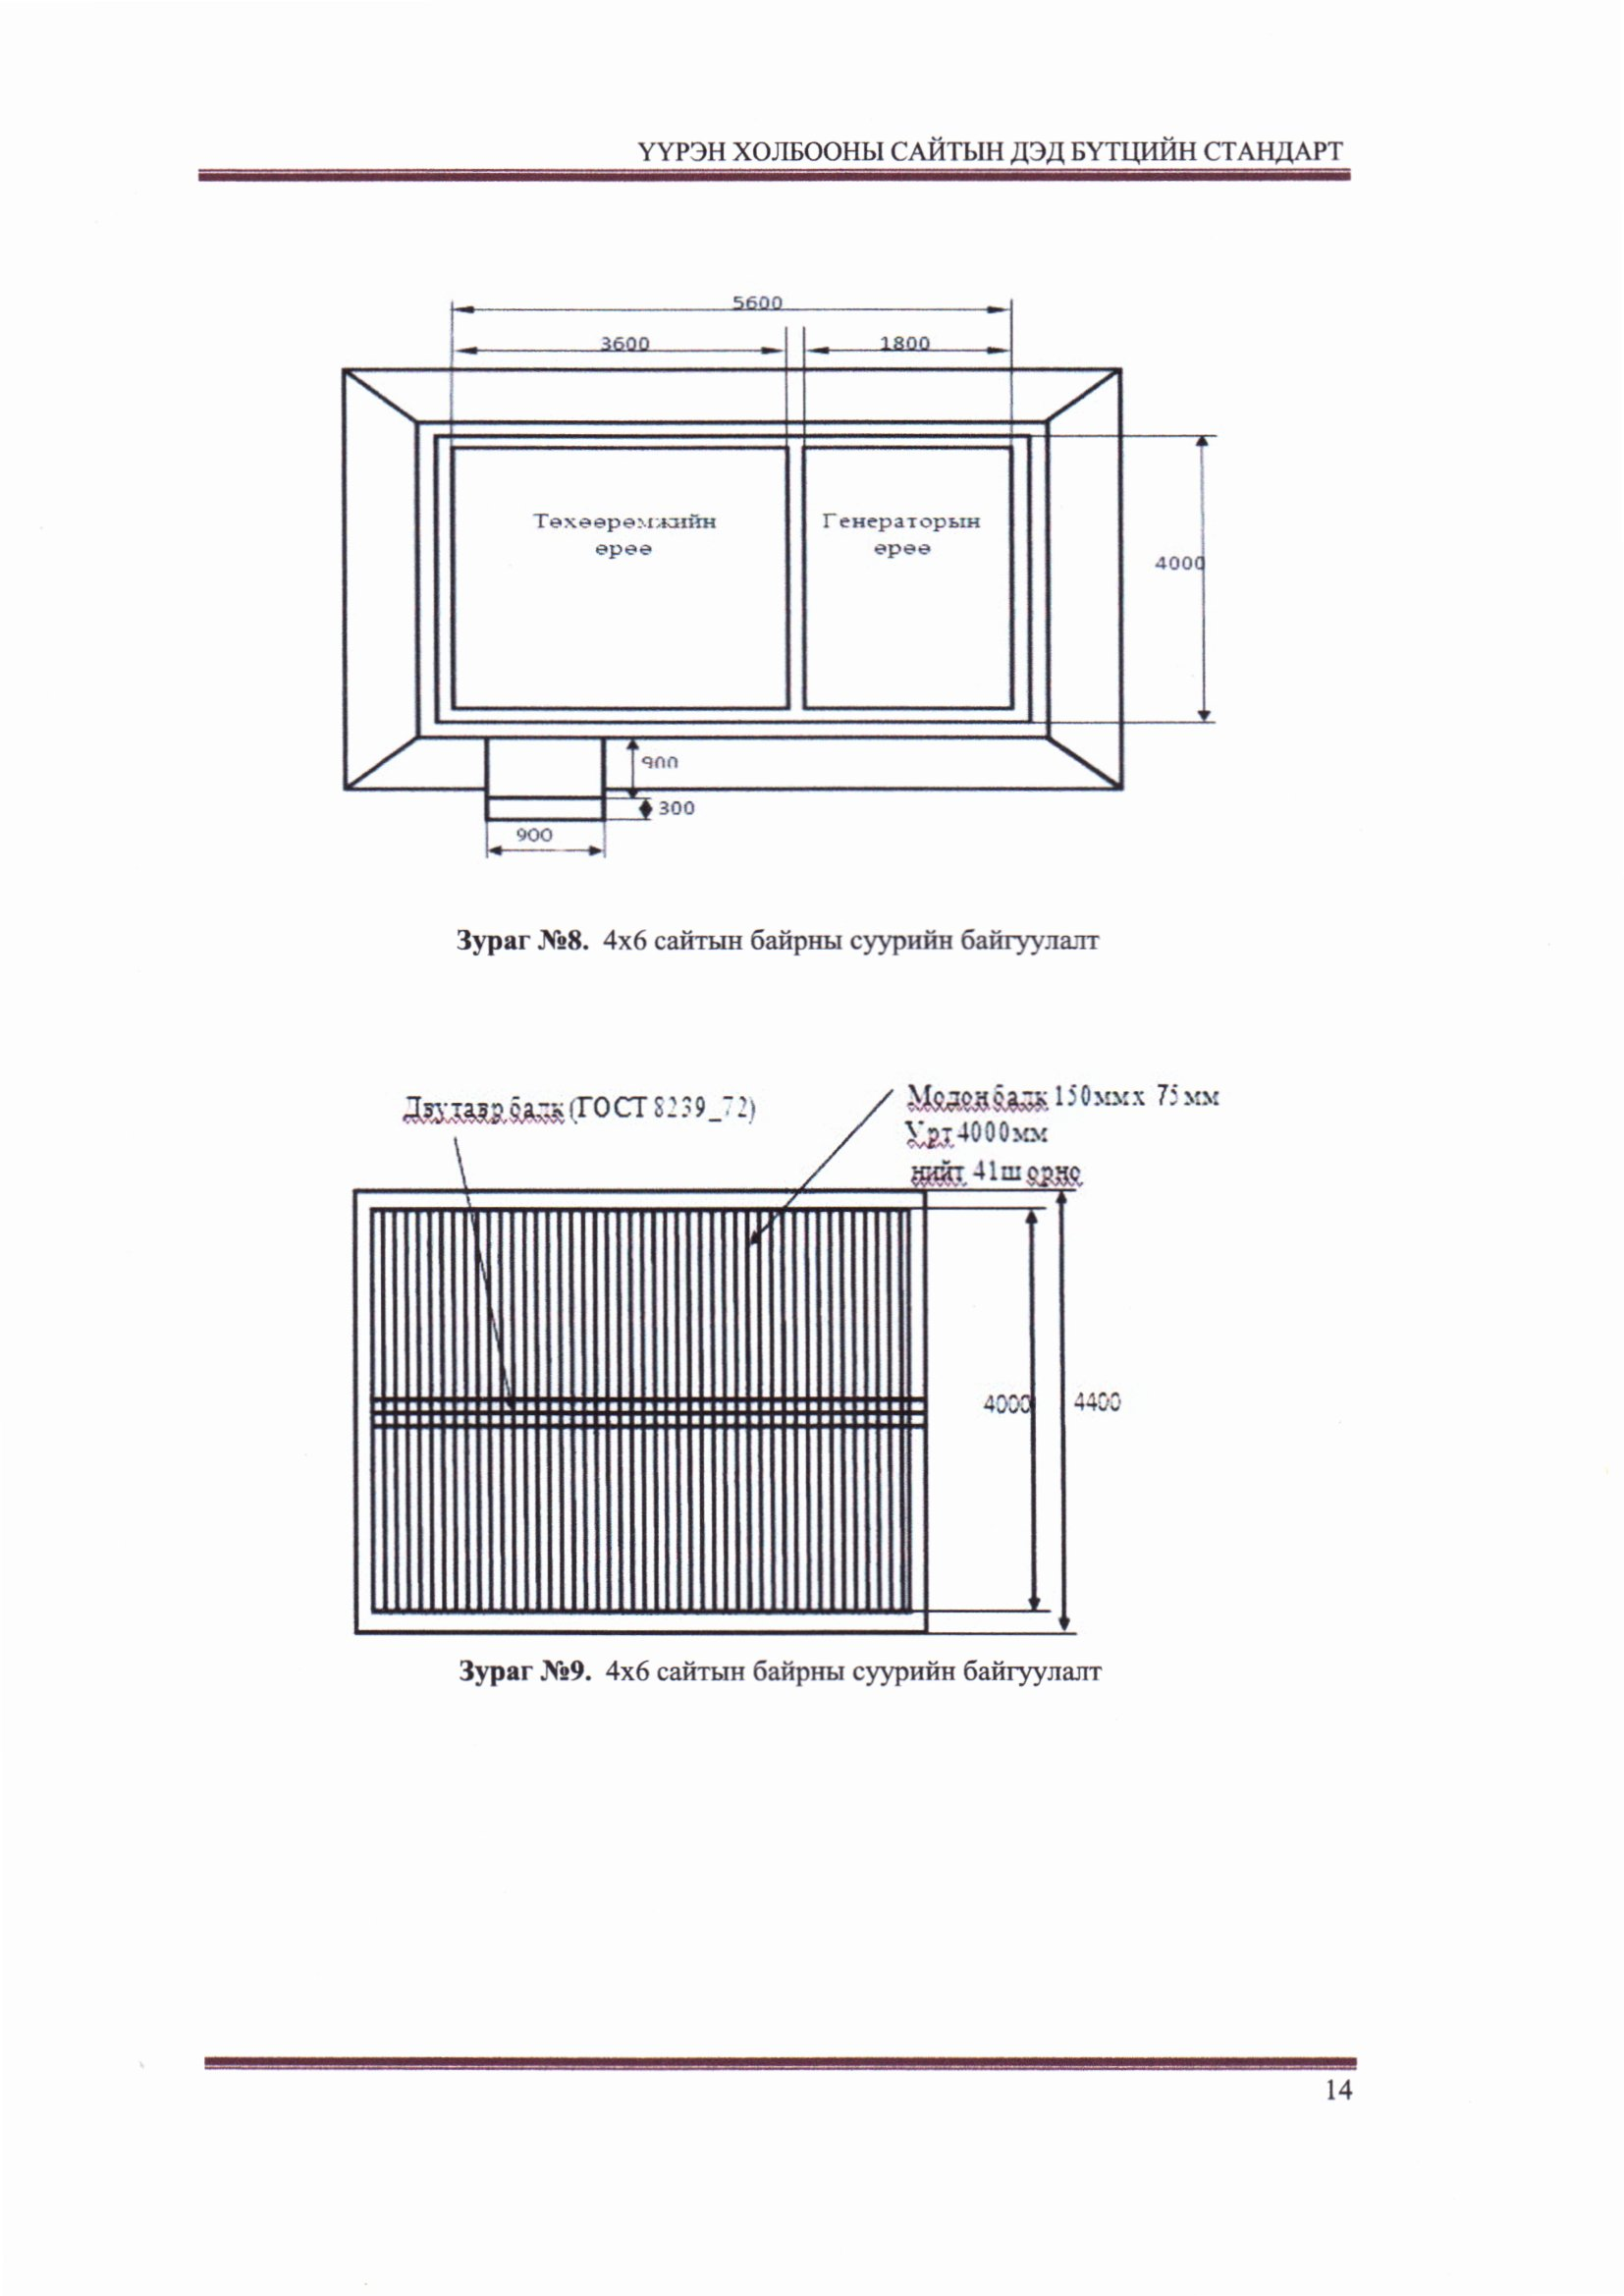 ҮҮРЭН ХОЛБООНЫ САЙТЫН ДЭД БҮТЦИЙН СТАНДАРТ
5600
3600
1800
Төхөөрөмжийн
өрөө
Генераторын
өрөө
4000
900
300
900
Зураг №8. 4х6 сайтын байрны суурийн байгуулалт
Двутавр балк (ГОСТ 8239_72)
Модон балк 150мм х 75мм
Урт 4000мм
нийт 41ш орно
4000
4400
Зураг №9. 4х6 сайтын байрны суурийн байгуулалт
14